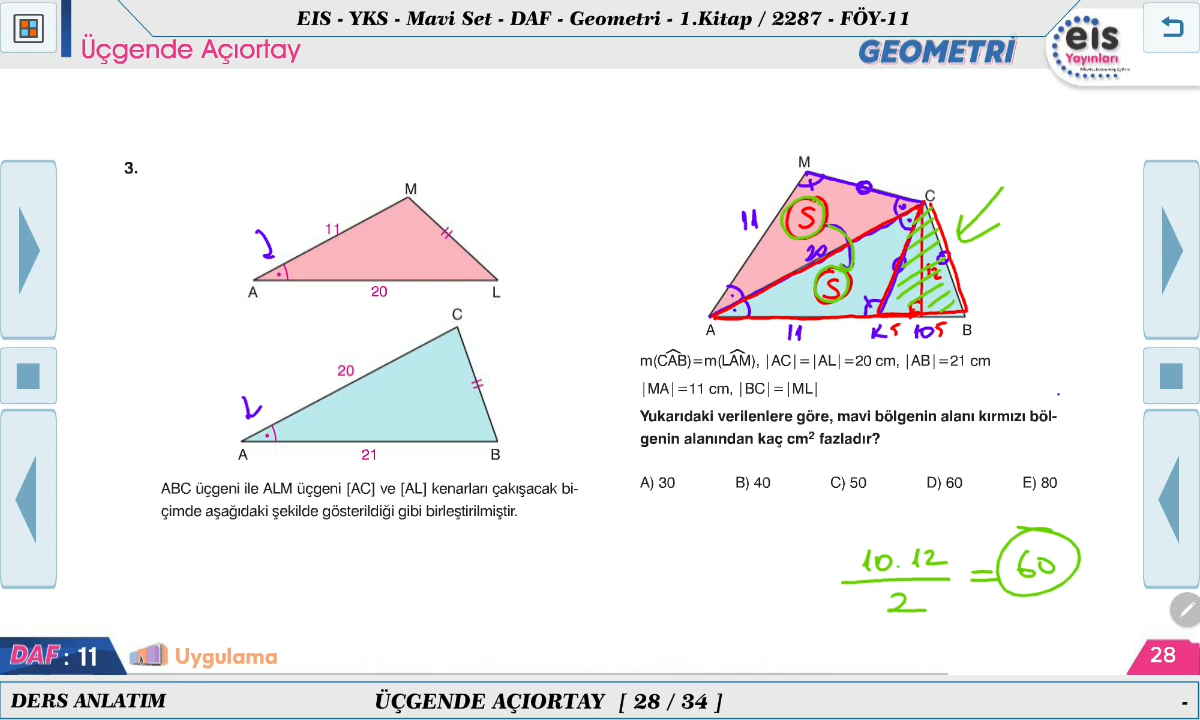 EIS - YKS - Mavi Set - DAF - Geometri - 1.Kitap / 2287 - FÖY-11
Üçgende Açıortay
GEOMETRİ
eis
Yayınları
3.
M
11
A
20
L
C
20
A
21
B
ABC üçgeni ile ALM üçgeni [AC] ve [AL] kenarları çakışacak bi-
çimde aşağıdaki şekilde gösterildiği gibi birleştirilmiştir.
M
C
11
S
20
S
12
A
11
K
5
10
5
B
m(CAB)=m(LAM), |AC|=|AL|=20 cm, |AB|=21 cm
|MA|=11 cm, |BC|=|ML|
Yukarıdaki verilenlere göre, mavi bölgenin alanı kırmızı böl-
genin alanından kaç cm² fazladır?
A) 30 B) 40 C) 50 D) 60 E) 80
10.12
2
= 60
DAF : 11
Uygulama
28
DERS ANLATIM
ÜÇGENDE AÇIORTAY [ 28 / 34 ]
-